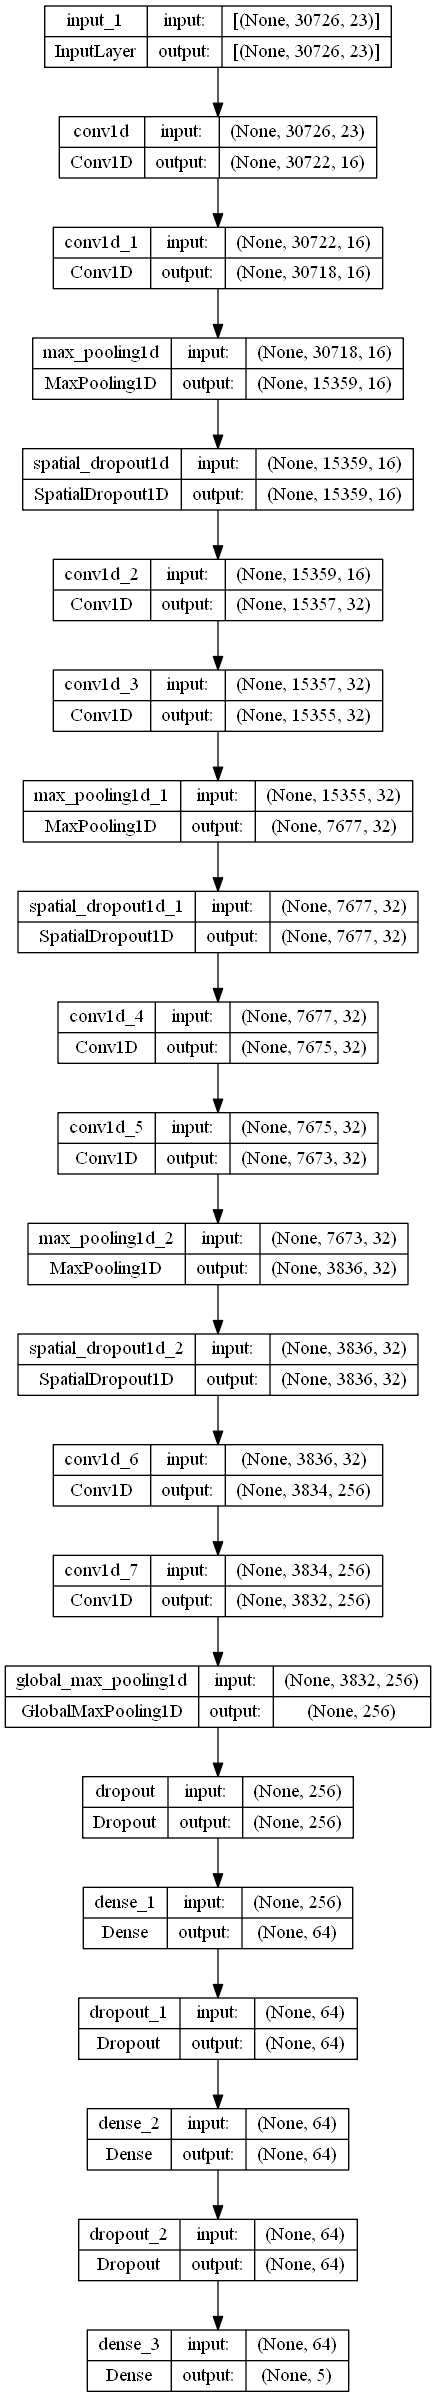 input_1 input: [(None, 30726, 23)]
InputLayer output: [(None, 30726, 23)]
conv1d input: (None, 30726, 23)
Conv1D output: (None, 30722, 16)
conv1d_1 input: (None, 30722, 16)
Conv1D output: (None, 30718, 16)
max_pooling1d input: (None, 30718, 16)
MaxPooling1D output: (None, 15359, 16)
spatial_dropout1d input: (None, 15359, 16)
SpatialDropout1D output: (None, 15359, 16)
conv1d_2 input: (None, 15359, 16)
Conv1D output: (None, 15357, 32)
conv1d_3 input: (None, 15357, 32)
Conv1D output: (None, 15355, 32)
max_pooling1d_1 input: (None, 15355, 32)
MaxPooling1D output: (None, 7677, 32)
spatial_dropout1d_1 input: (None, 7677, 32)
SpatialDropout1D output: (None, 7677, 32)
conv1d_4 input: (None, 7677, 32)
Conv1D output: (None, 7675, 32)
conv1d_5 input: (None, 7675, 32)
Conv1D output: (None, 7673, 32)
max_pooling1d_2 input: (None, 7673, 32)
MaxPooling1D output: (None, 3836, 32)
spatial_dropout1d_2 input: (None, 3836, 32)
SpatialDropout1D output: (None, 3836, 32)
conv1d_6 input: (None, 3836, 32)
Conv1D output: (None, 3834, 256)
conv1d_7 input: (None, 3834, 256)
Conv1D output: (None, 3832, 256)
global_max_pooling1d input: (None, 3832, 256)
GlobalMaxPooling1D output: (None, 256)
dropout input: (None, 256)
Dropout output: (None, 256)
dense_1 input: (None, 256)
Dense output: (None, 64)
dropout_1 input: (None, 64)
Dropout output: (None, 64)
dense_2 input: (None, 64)
Dense output: (None, 64)
dropout_2 input: (None, 64)
Dropout output: (None, 64)
dense_3 input: (None, 64)
Dense output: (None, 5)